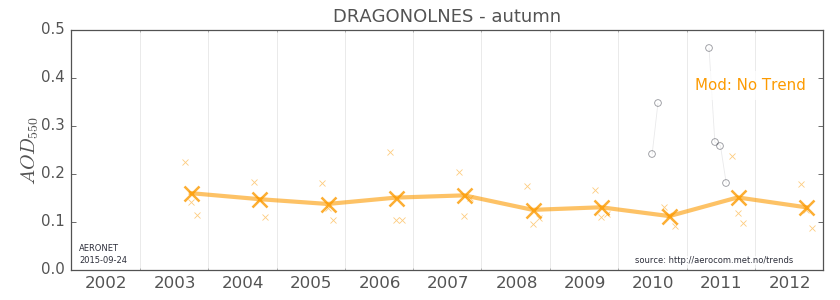 DRAGONOLNES - autumn
0.5
0.4
0.3
0.2
0.1
0.0
AOD550
Mod: No Trend
AERONET
2015-09-24
source: http://aerocom.met.no/trends
2002 2003 2004 2005 2006 2007 2008 2009 2010 2011 2012